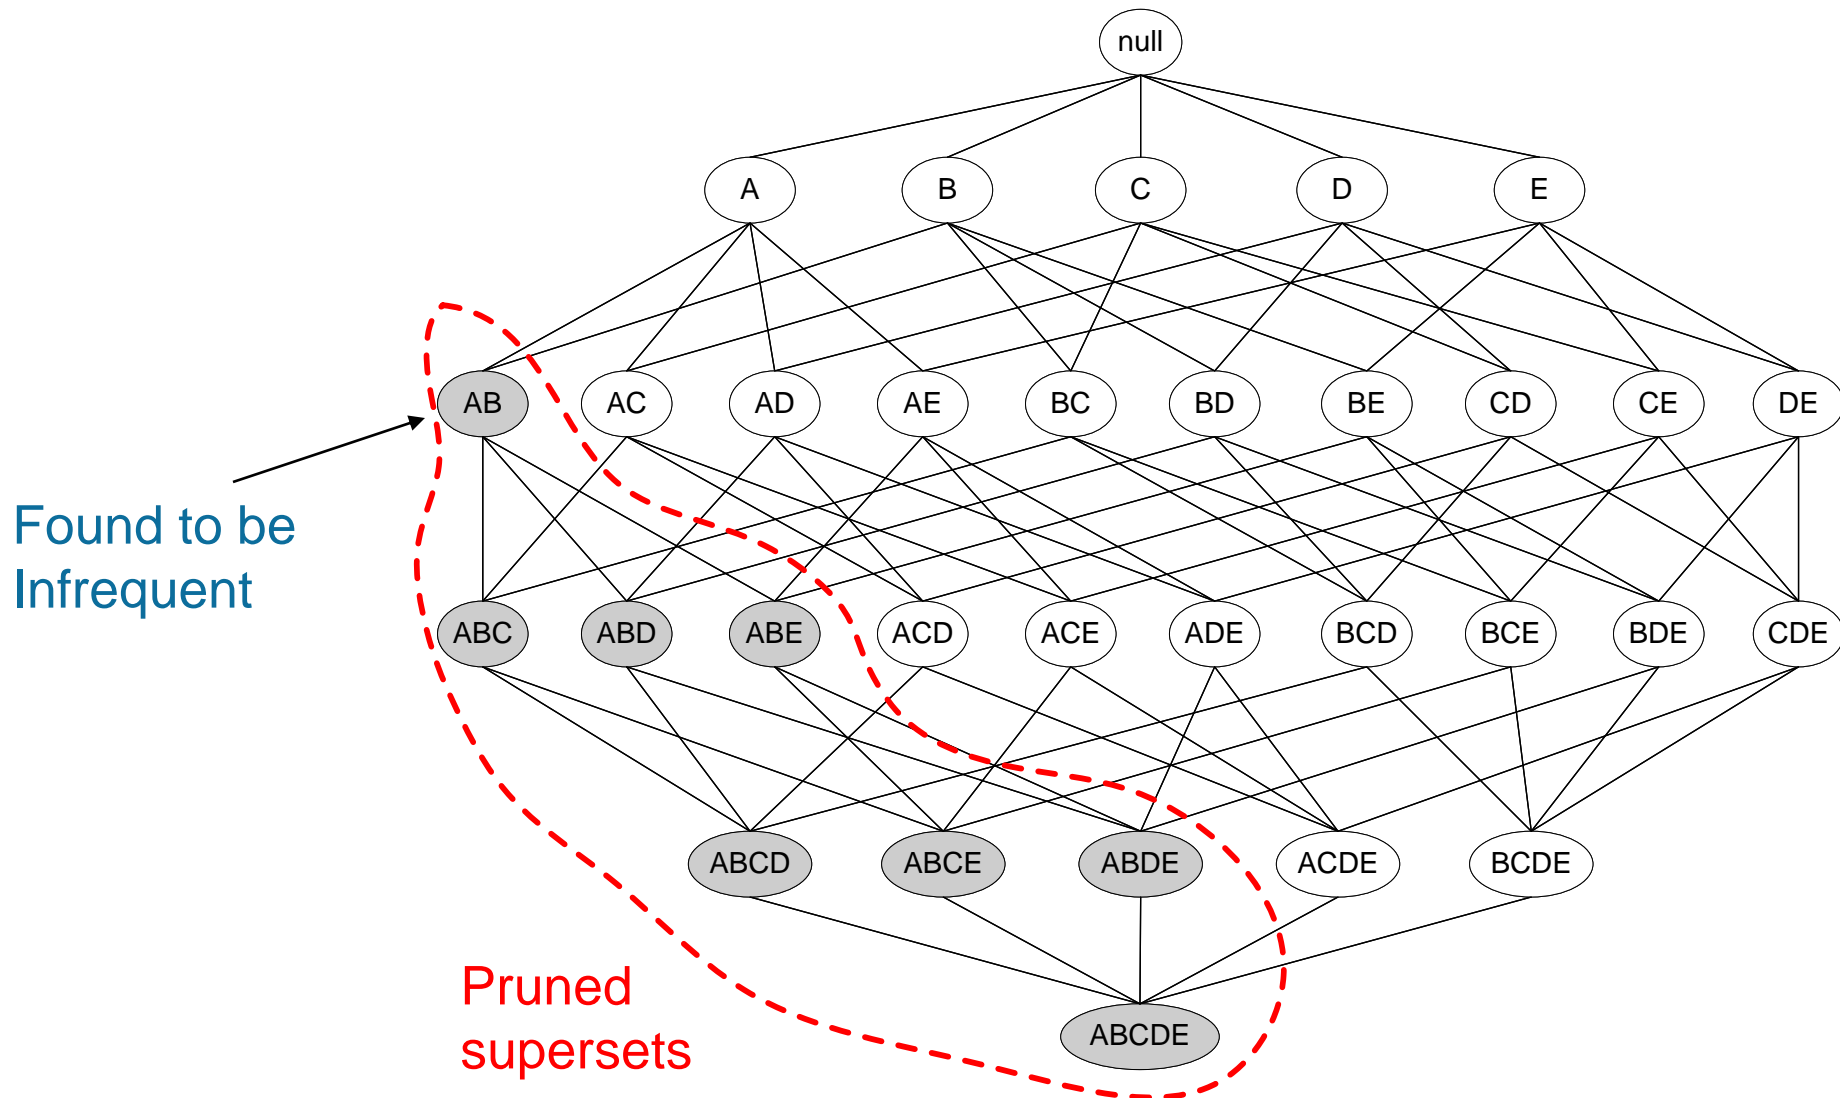 null
A B C D E
AB AC AD AE BC BD BE CD CE DE
Found to be
Infrequent
ABC ABD ABE ACD ACE ADE BCD BCE BDE CDE
ABCD ABCE ABDE ACDE BCDE
Pruned
supersets
ABCDE